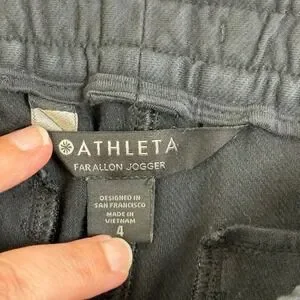 ATHLETA
FARALLON JOGGER
DESIGNED IN
SAN FRANCISCO
MADE IN
VIETNAM
4